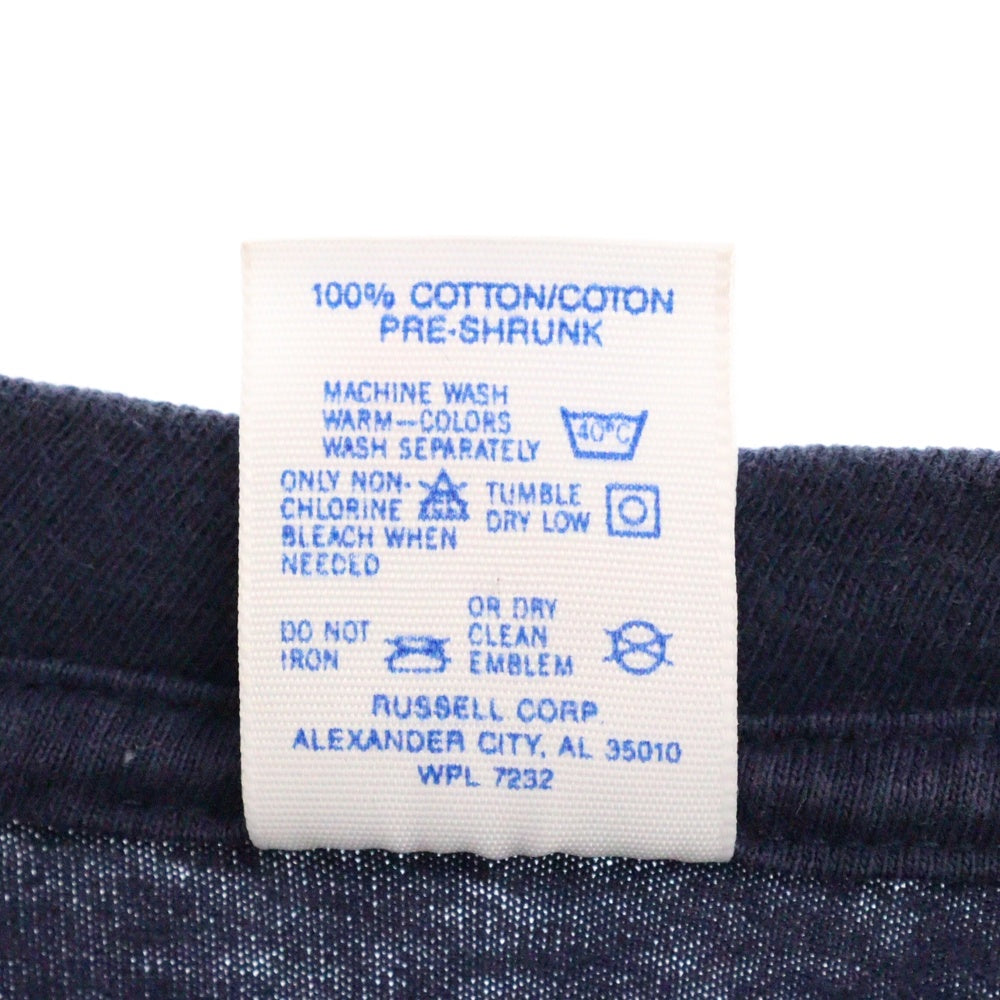 100% COTTON/COTON
PRE-SHRUNK
MACHINE WASH
WARM—COLORS
WASH SEPARATELY
40°C
ONLY NON-
CHLORINE
BLEACH WHEN
NEEDED
TUMBLE
DRY LOW
DO NOT
IRON
OR DRY
CLEAN
EMBLEM
RUSSELL CORP.
ALEXANDER CITY, AL 35010
WPL 7232